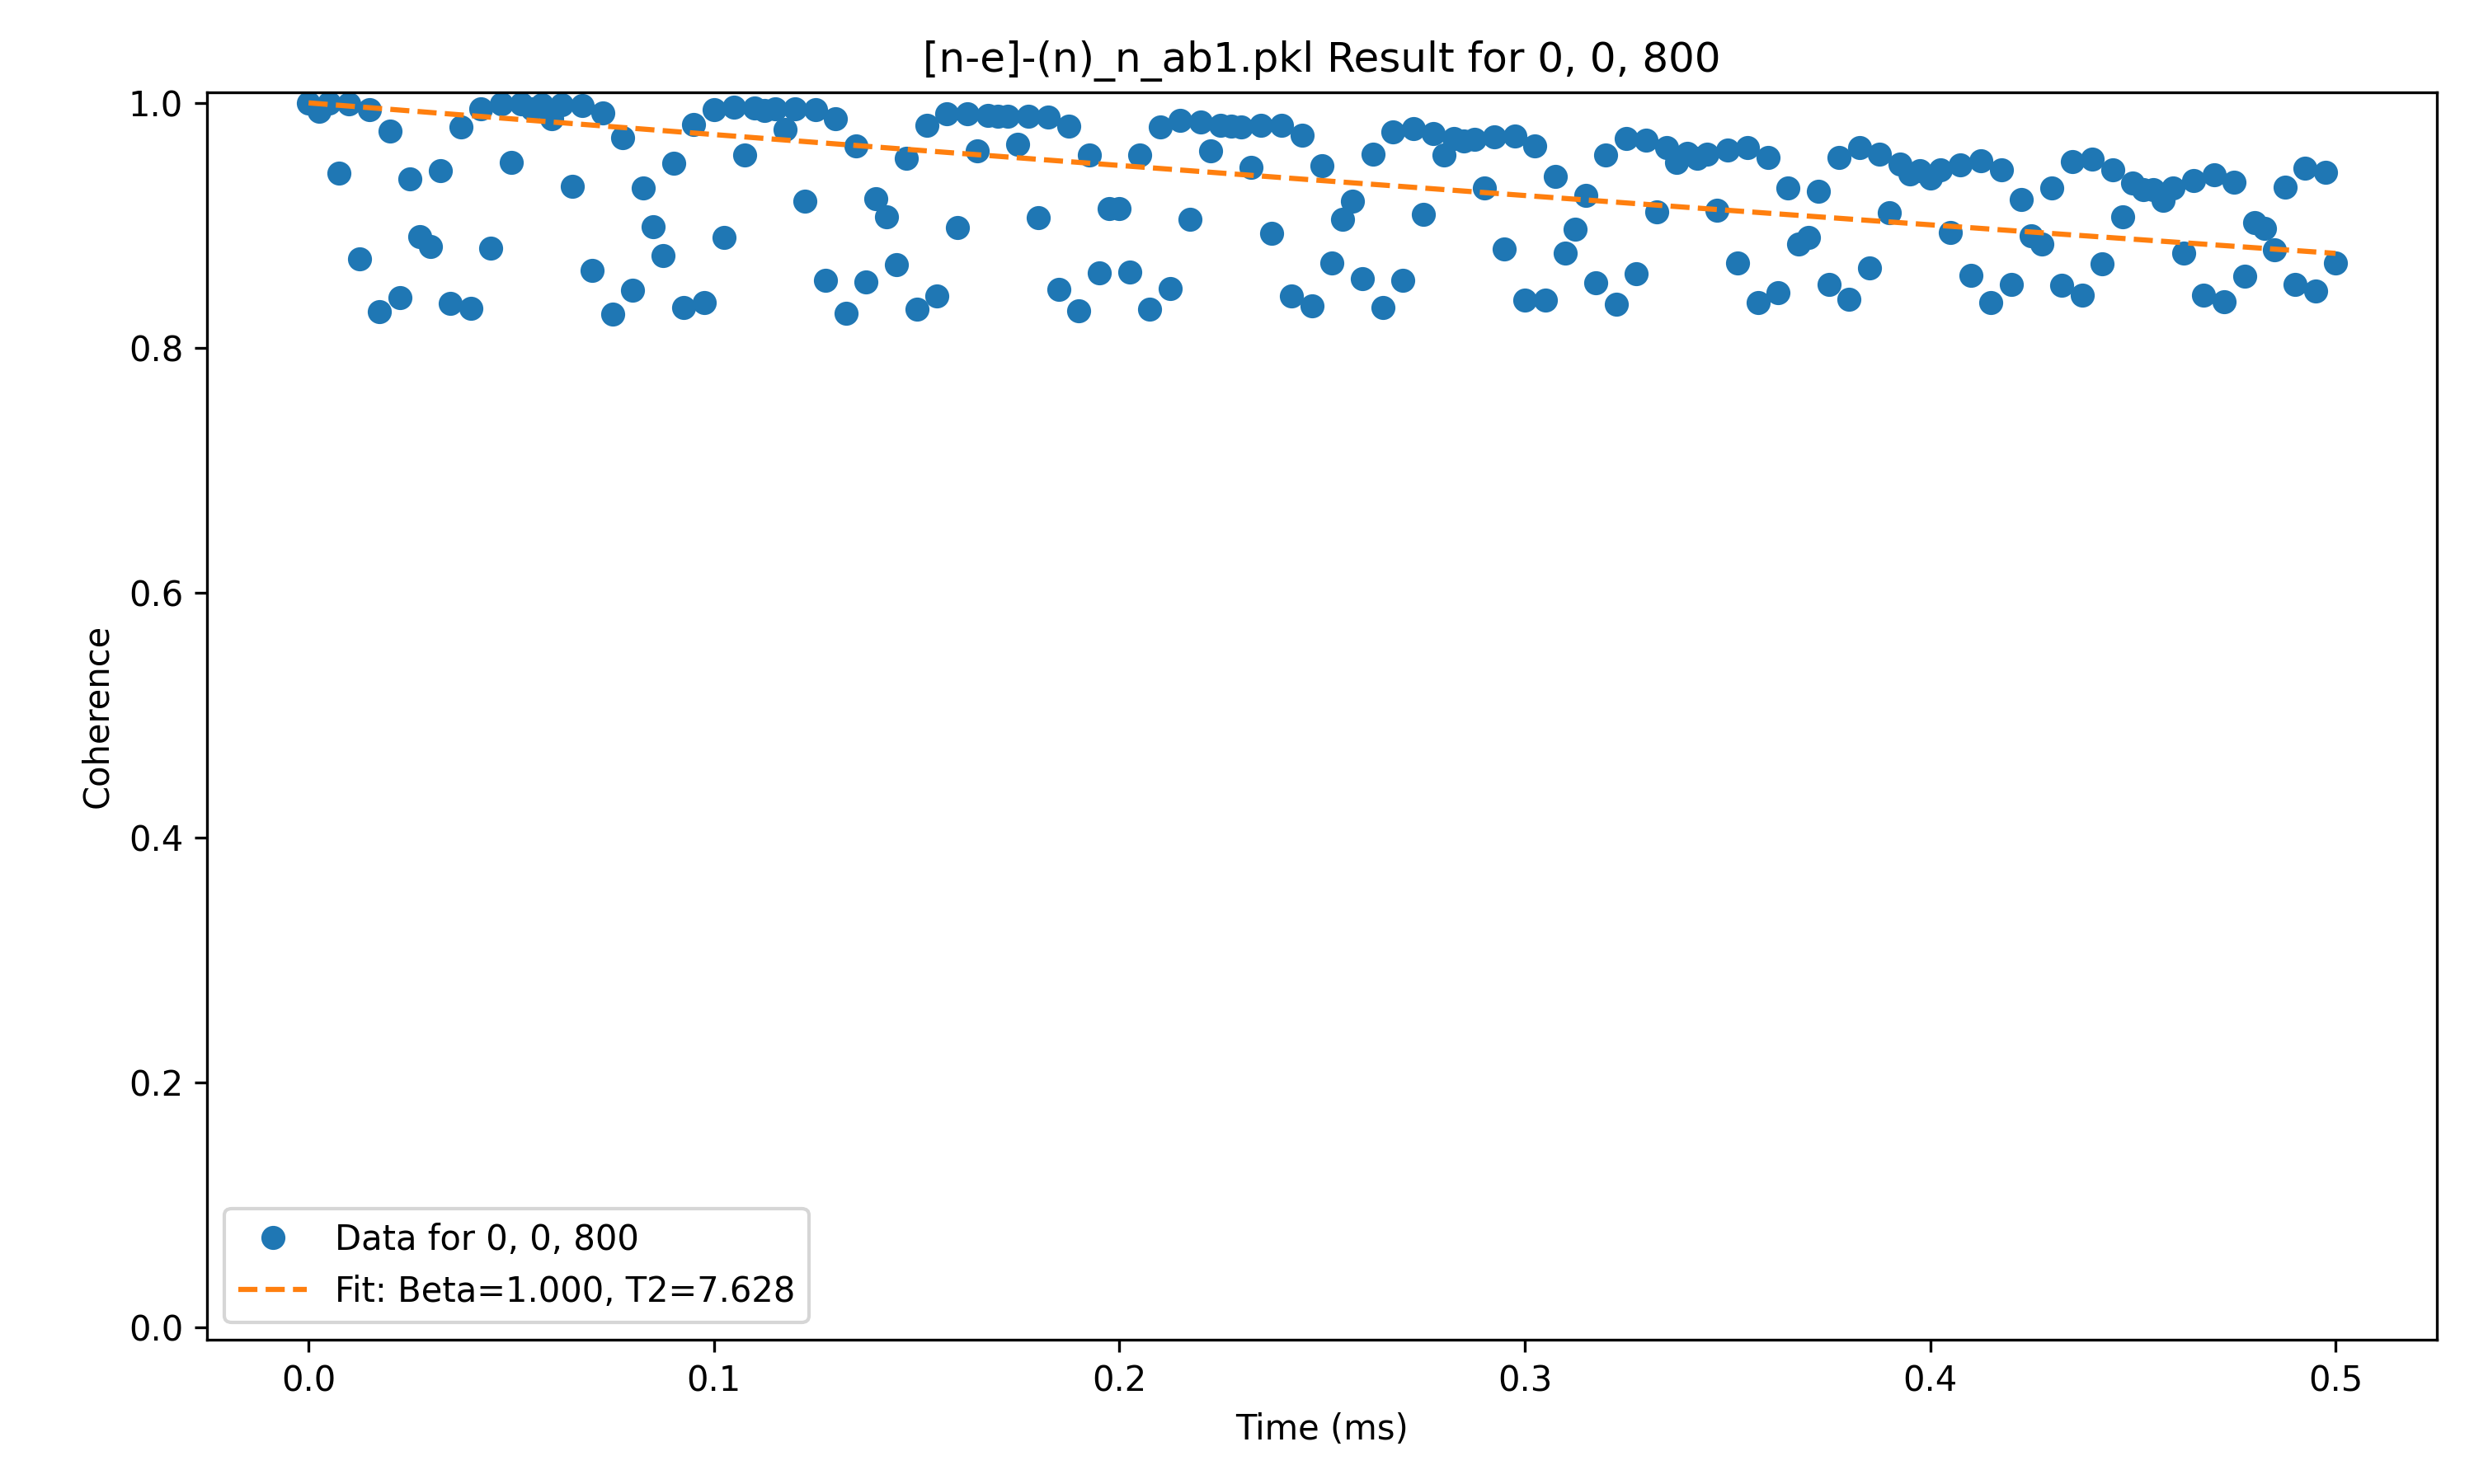 [n-e]-(n)_n_ab1.pkl Result for 0, 0, 800
1.0
0.8
0.6
0.4
0.2
0.0
Coherence
Data for 0, 0, 800
Fit: Beta=1.000, T2=7.628
0.0 0.1 0.2 0.3 0.4 0.5
Time (ms)